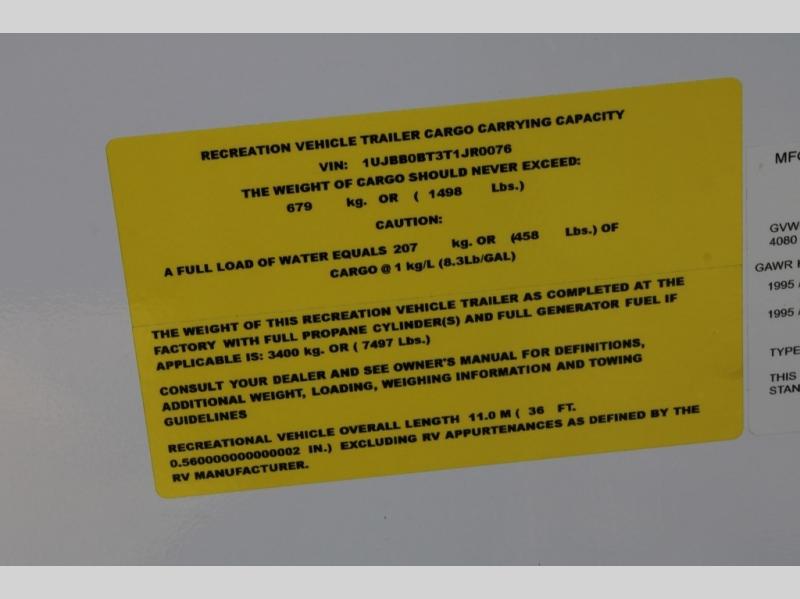 RECREATION VEHICLE TRAILER CARGO CARRYING CAPACITY
VIN: 1UJBB0BT3T1JR0076
THE WEIGHT OF CARGO SHOULD NEVER EXCEED:
679 kg. OR ( 1498 Lbs.)
CAUTION:
A FULL LOAD OF WATER EQUALS 207 kg. OR (458 Lbs.) OF
CARGO @ 1 kg/L (8.3Lb/GAL)
THE WEIGHT OF THIS RECREATION VEHICLE TRAILER AS COMPLETED AT THE
FACTORY WITH FULL PROPANE CYLINDER(S) AND FULL GENERATOR FUEL IF
APPLICABLE IS: 3400 kg. OR ( 7497 Lbs.)
CONSULT YOUR DEALER AND SEE OWNER'S MANUAL FOR DEFINITIONS,
ADDITIONAL WEIGHT, LOADING, WEIGHING INFORMATION AND TOWING
GUIDELINES
RECREATIONAL VEHICLE OVERALL LENGTH 11.0 M ( 36 FT.
0.560000000000002 IN.) EXCLUDING RV APPURTENANCES AS DEFINED BY THE
RV MANUFACTURER.
MFG
GVW
4080
GAWR
1995
1995
TYPE
THIS
STAN